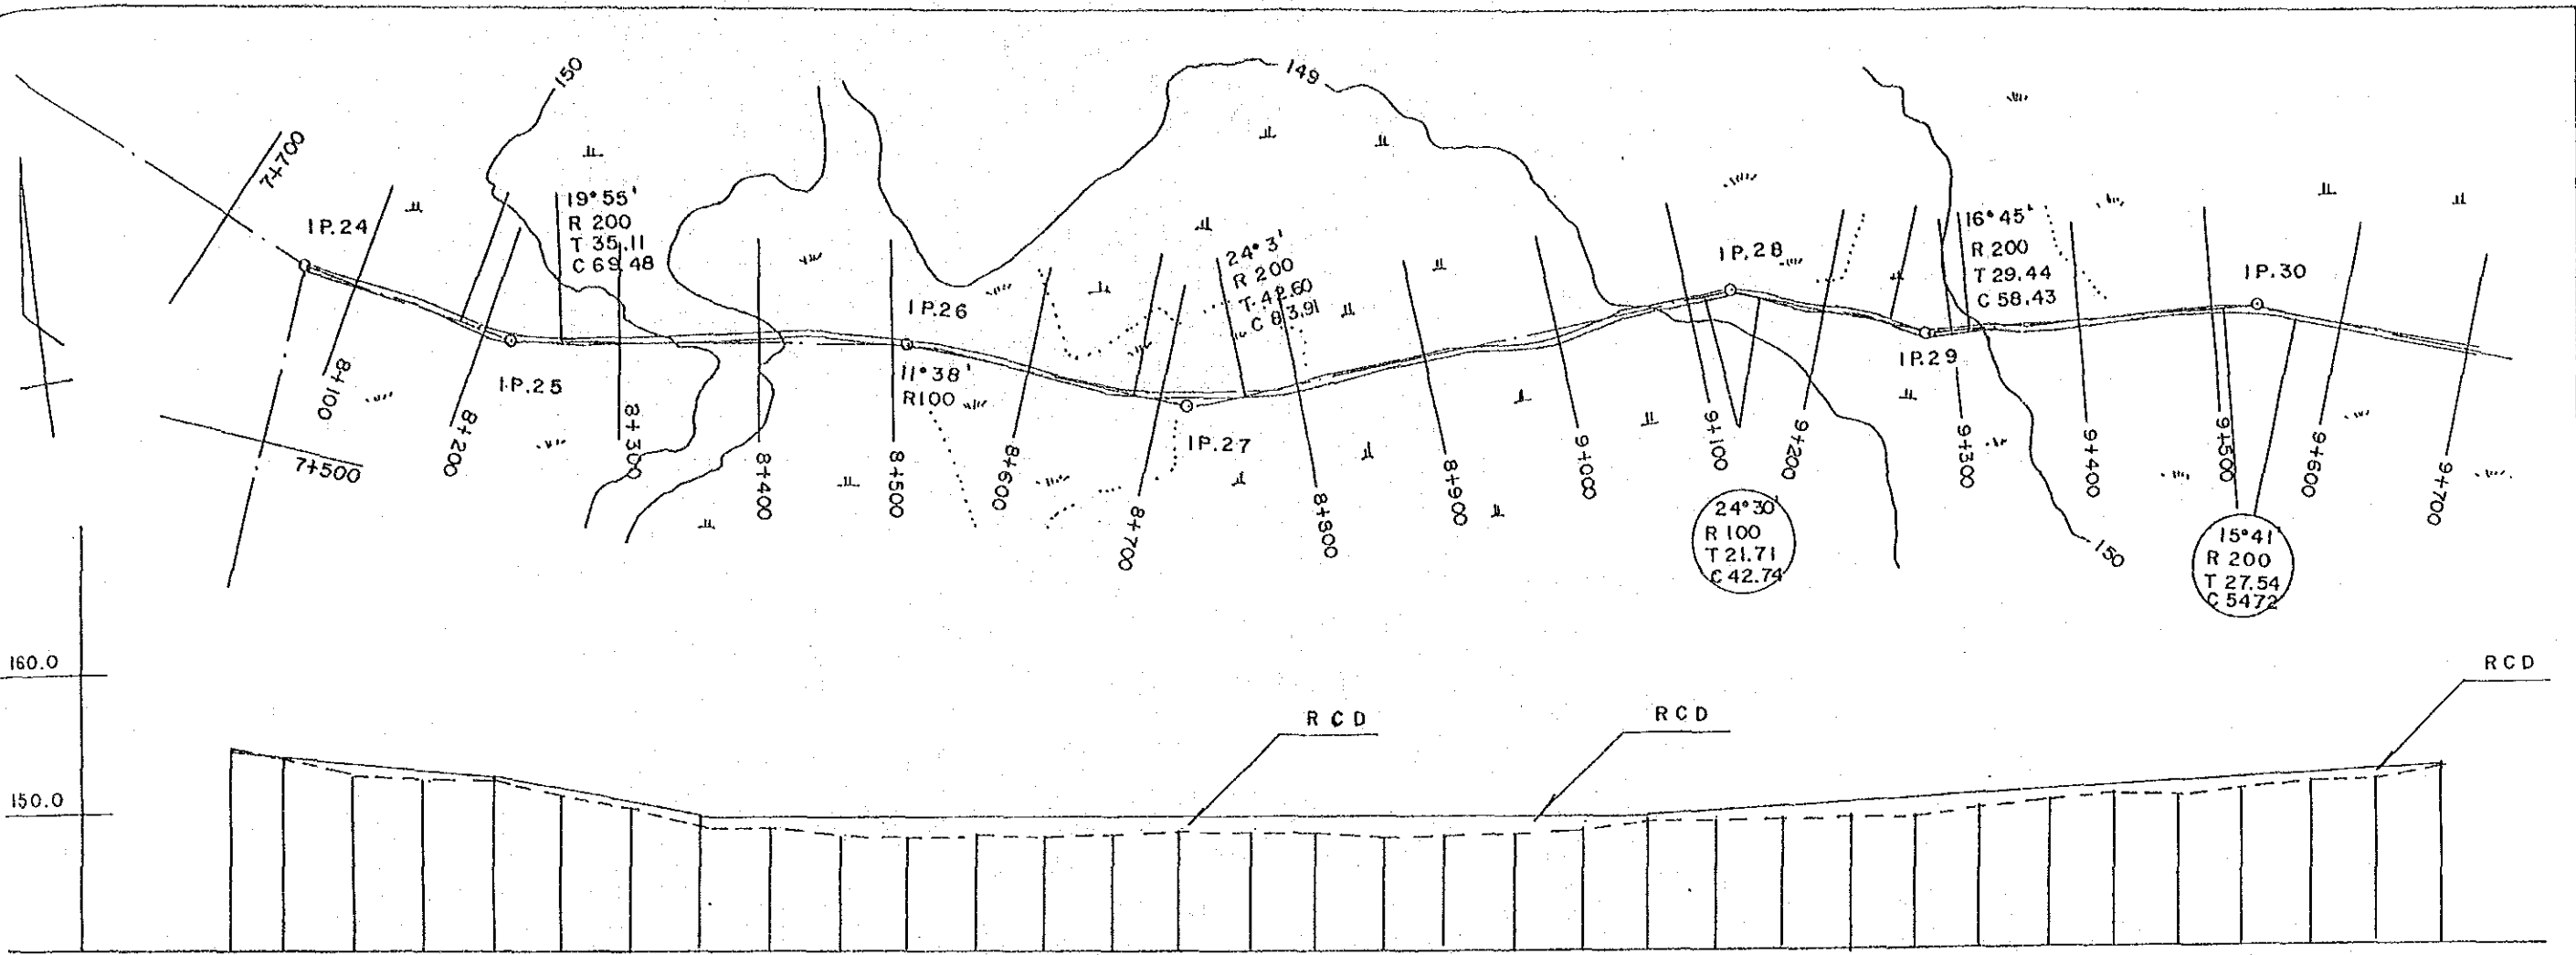 150
149
7+700
IP.24
19°55'
R 200
T 35.11
C 69.48
IP.26
24°3'
R 200
T.42.60
C 83.91
IP.28
16°45'
R 200
T 29.44
C 58.43
IP.30
8+100
IP.25
11°38'
R100
IP.27
IP.29
7+500
8+200
8+300
8+400
8+500
8+600
8+700
8+800
8+900
9+000
9+100
9+200
9+300
9+400
9+500
9+600
9+700
24°30'
R 100
T 21.71
C 42.74
150
15°41'
R 200
T 27.54
C 5472
160.0
RCD
RCD
RCD
150.0